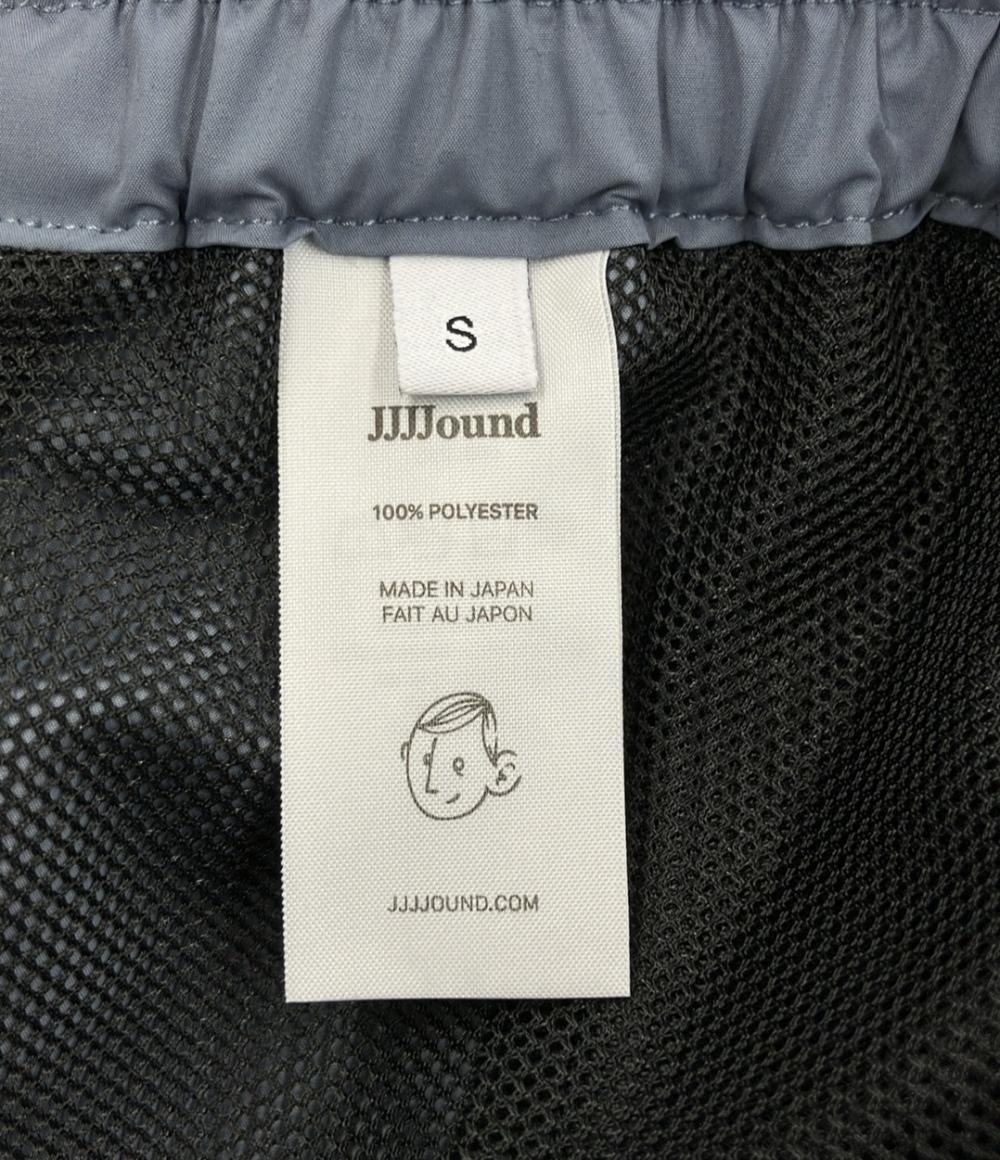 S
JJJJound
100% POLYESTER
MADE IN JAPAN
FAIT AU JAPON
JJJJOUND.COM